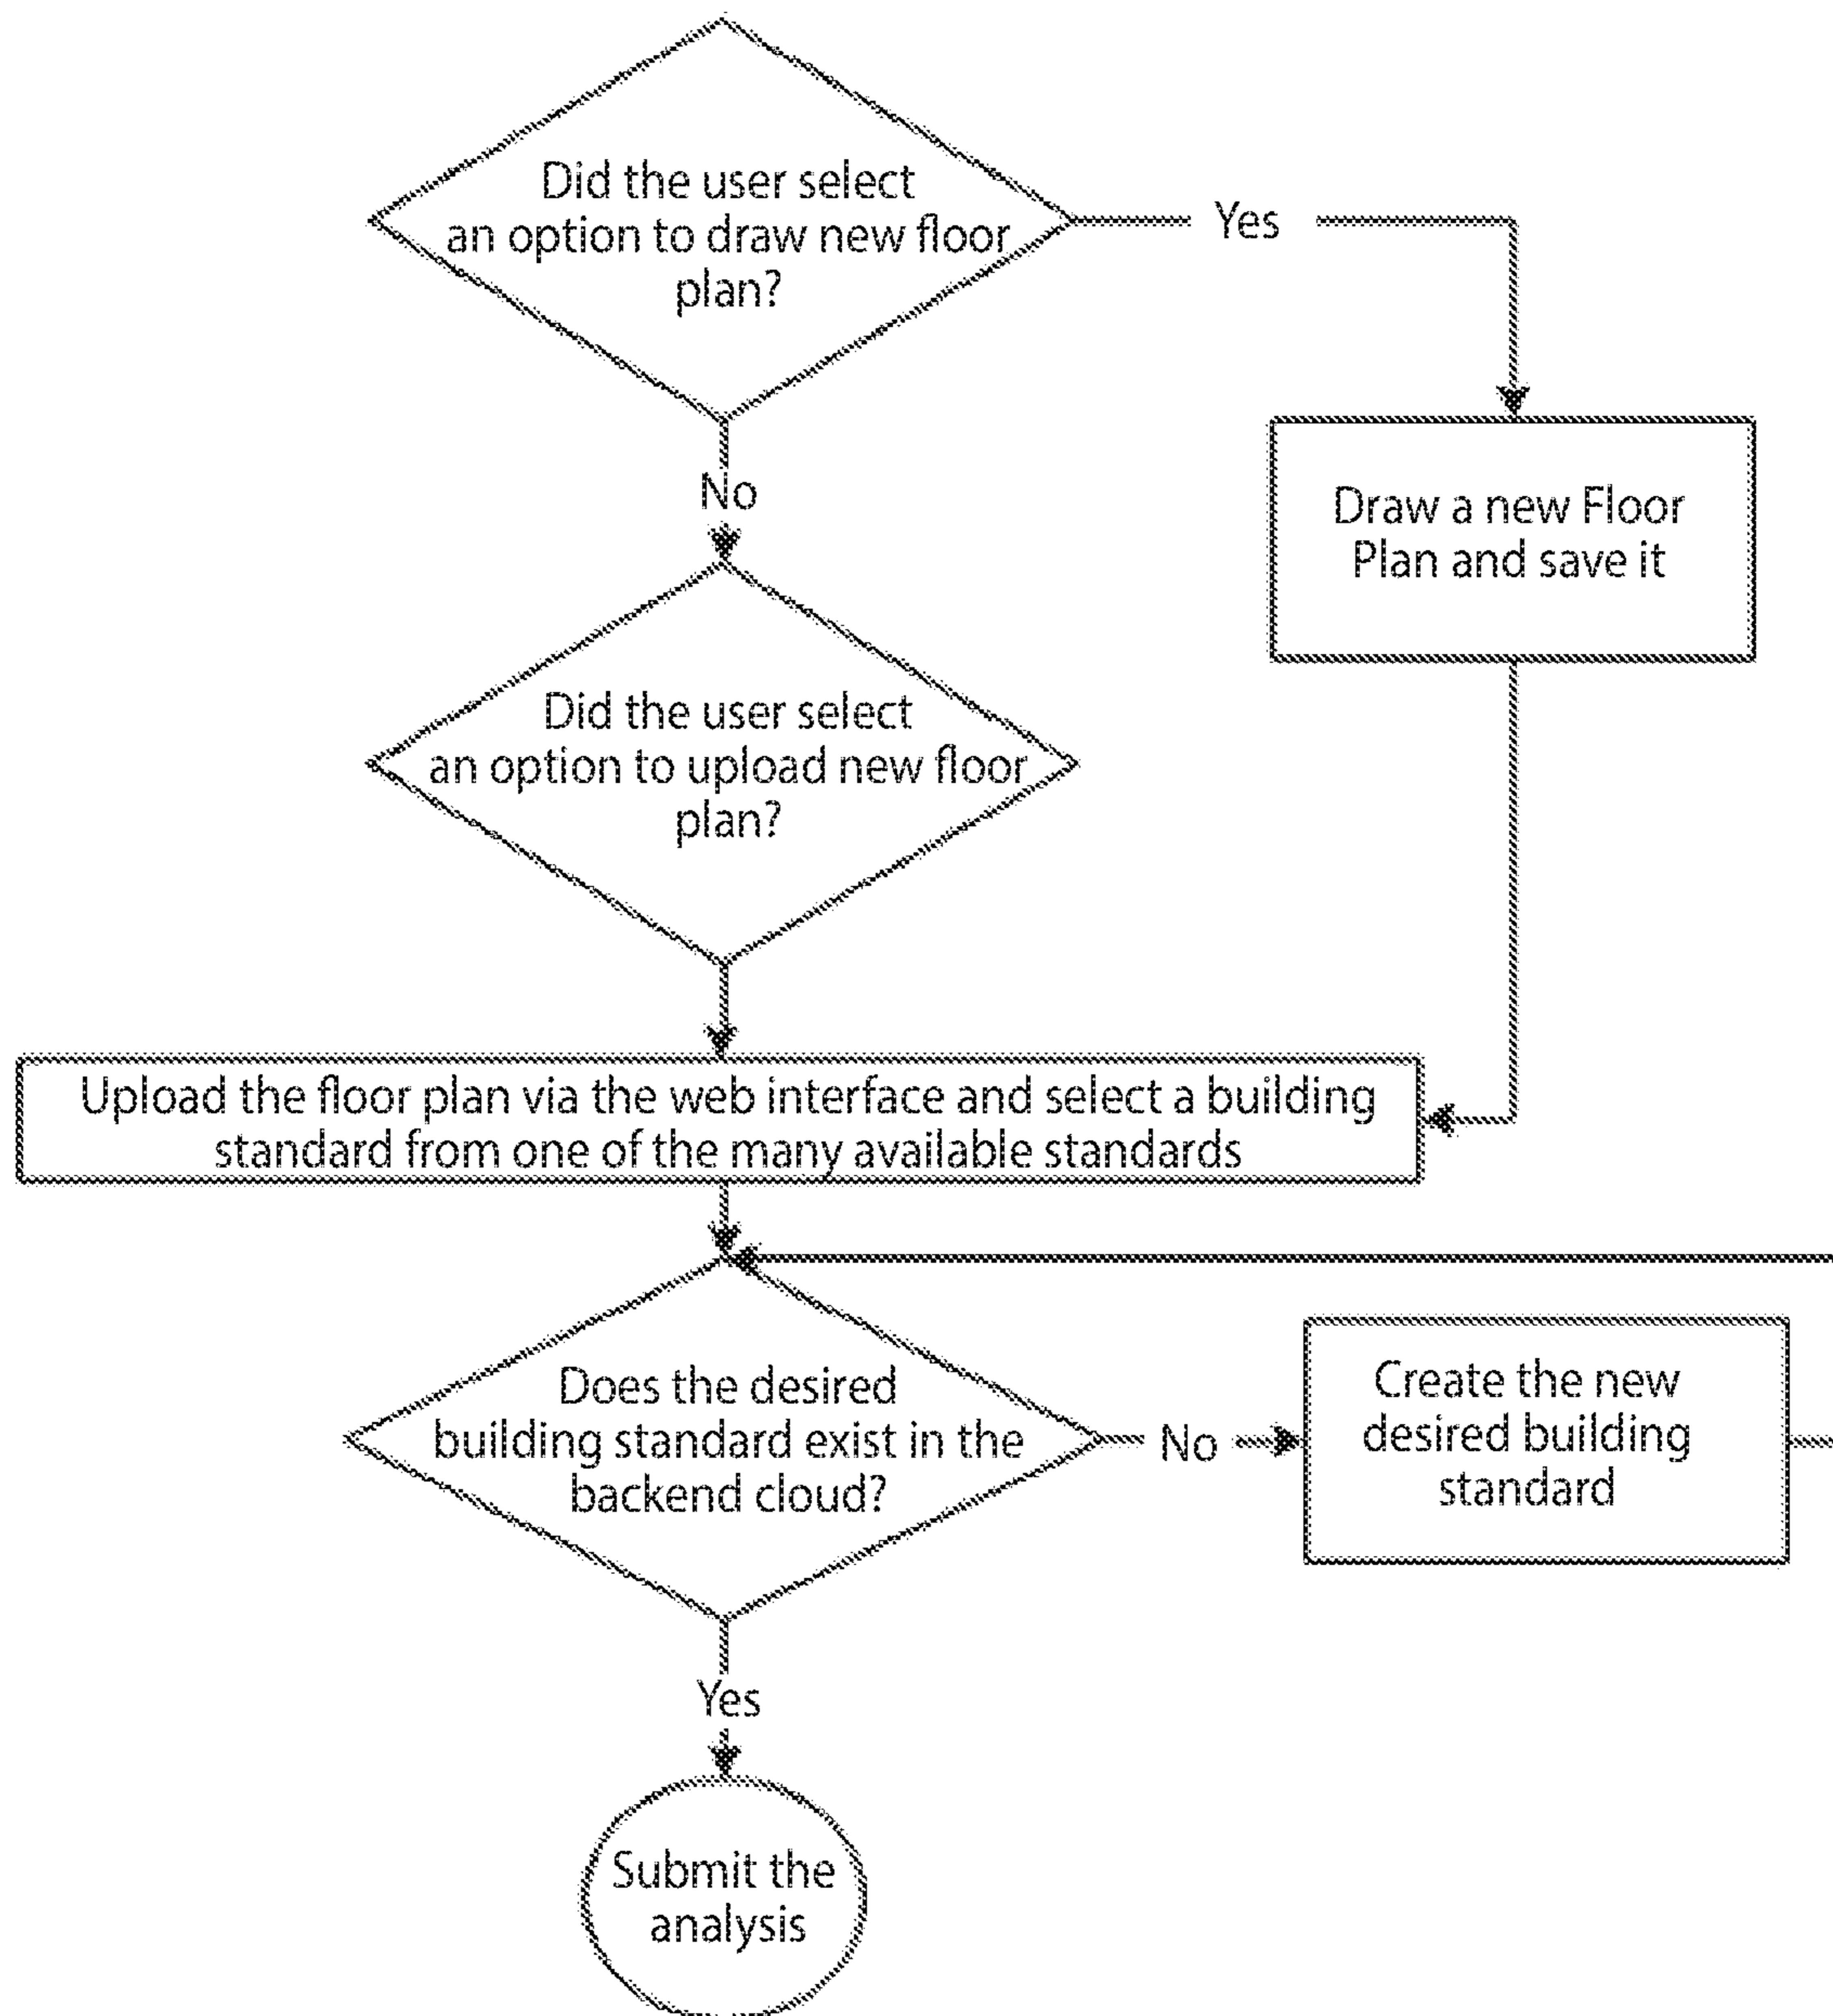 Did the user select
an option to draw new floor
plan?
Yes
No
Draw a new Floor
Plan and save it
Did the user select
an option to upload new floor
plan?
Upload the floor plan via the web interface and select a building
standard from one of the many available standards
Does the desired
building standard exist in the
backend cloud?
No
Create the new
desired building
standard
Yes
Submit the
analysis